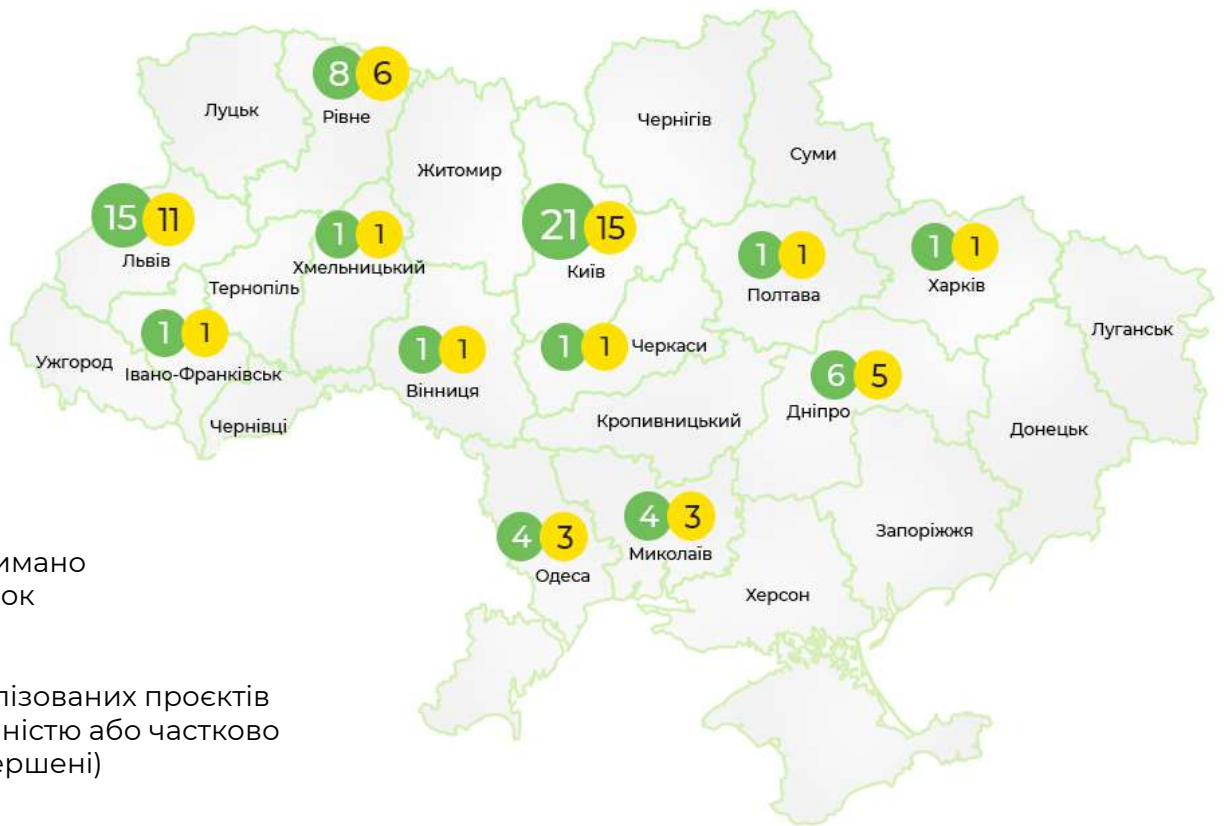 8 6
Рівне
Луцьк
Чернігів
Суми
Житомир
15 11
Львів
1 1
Хмельницький
21 15
Київ
1 1
Полтава
1 1
Харків
Тернопіль
1 1
Івано-Франківськ
Ужгород
Чернівці
1 1
Вінниця
1 1 Черкаси
6 5
Дніпро
Луганськ
Кропивницький
Донецьк
4 3
Одеса
4 3
Миколаїв
Запоріжжя
Херсон
имано
ок
лізованих проєктів
ністю або частково
ершені)